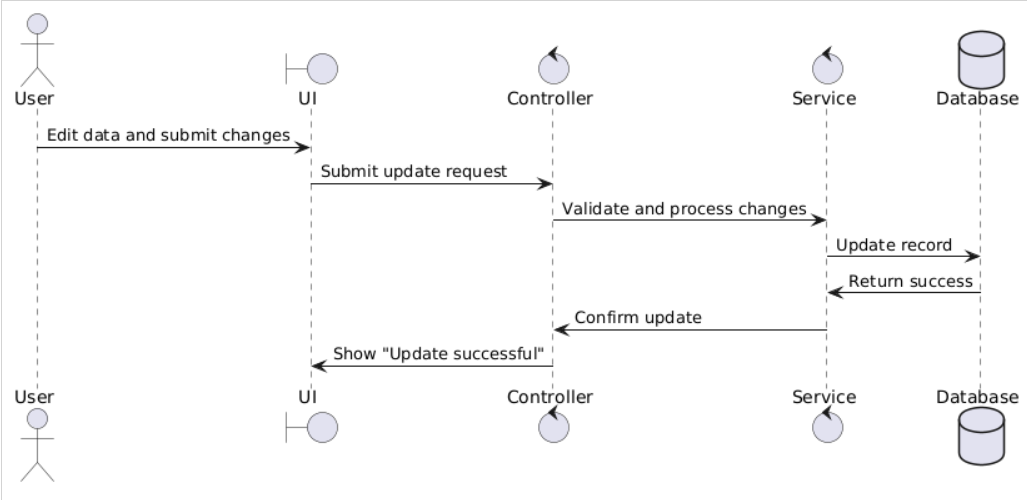 User
UI
Controller
Service
Database
Edit data and submit changes
Submit update request
Validate and process changes
Update record
Return success
Confirm update
Show "Update successful"
User
UI
Controller
Service
Database